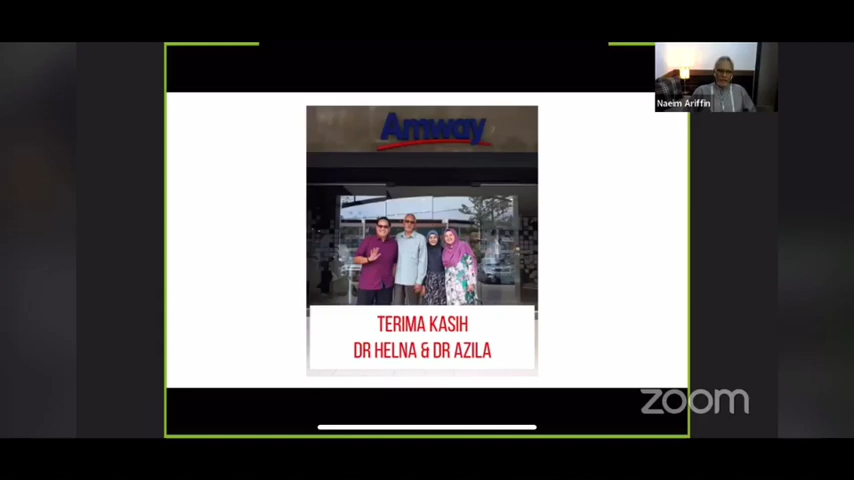 Amway
Naeim Ariffin
TERIMA KASIH
DR HELNA & DR AZILA
zoom